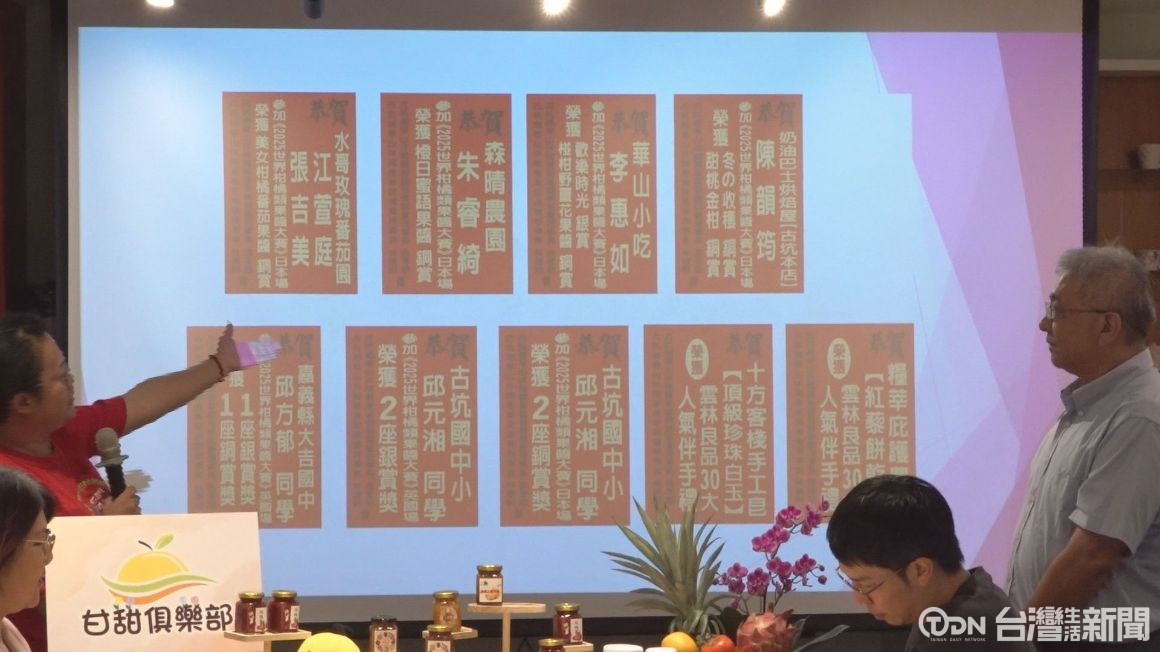 恭賀
水哥玫瑰番茄園
江萱庭
張吉美
參加《2025世界柑橘類果醬大賽》日本場
榮獲 美女柑橘番茄果醬 銅賞
恭賀
森晴農園
朱睿綺
參加《2025世界柑橘類果醬大賽》日本場
榮獲 橙日蜜語果醬 銅賞
恭賀
華山小吃
李惠如
參加《2025世界柑橘類果醬大賽》日本場
榮獲 歡樂時光 銀賞
椪柑野薑花果醬 銅賞
恭賀
奶油巴士烘焙屋【古坑本店】
陳韻筠
參加《2025世界柑橘類果醬大賽》日本場
榮獲 冬の收穫 銅賞
甜桃金柑 銅賞
恭賀
嘉義縣大吉國中
邱方郁 同學
2025世界柑橘類果醬大賽》英國場
1座銀賞獎
1座銅賞獎
恭賀
古坑國中小
邱元湘 同學
參加《2025世界柑橘類果醬大賽》英國場
榮獲2座銀賞獎
恭賀
古坑國中小
邱元湘 同學
參加《2025世界柑橘類果醬大賽》日本場
榮獲2座銅賞獎
恭賀
十方客棧手工皂
【頂級珍珠白玉】
榮獲
雲林良品30大
人氣伴手禮
恭賀
糧莘庇護
【紅藜餅乾
榮獲
雲林良品30
人氣伴手禮
甘甜俱樂部
TDN
TAIWAN DAILY NETWORK
台灣生活新聞